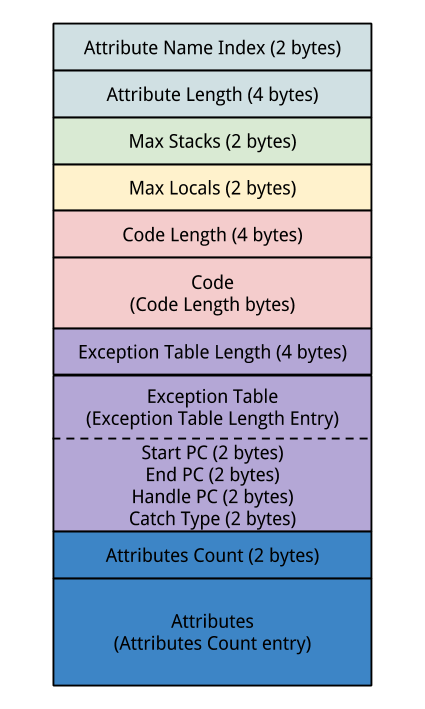 Attribute Name Index (2 bytes)
Attribute Length (4 bytes)
Max Stacks (2 bytes)
Max Locals (2 bytes)
Code Length (4 bytes)
Code
(Code Length bytes)
Exception Table Length (4 bytes)
Exception Table
(Exception Table Length Entry)
Start PC (2 bytes)
End PC (2 bytes)
Handle PC (2 bytes)
Catch Type (2 bytes)
Attributes Count (2 bytes)
Attributes
(Attributes Count entry)